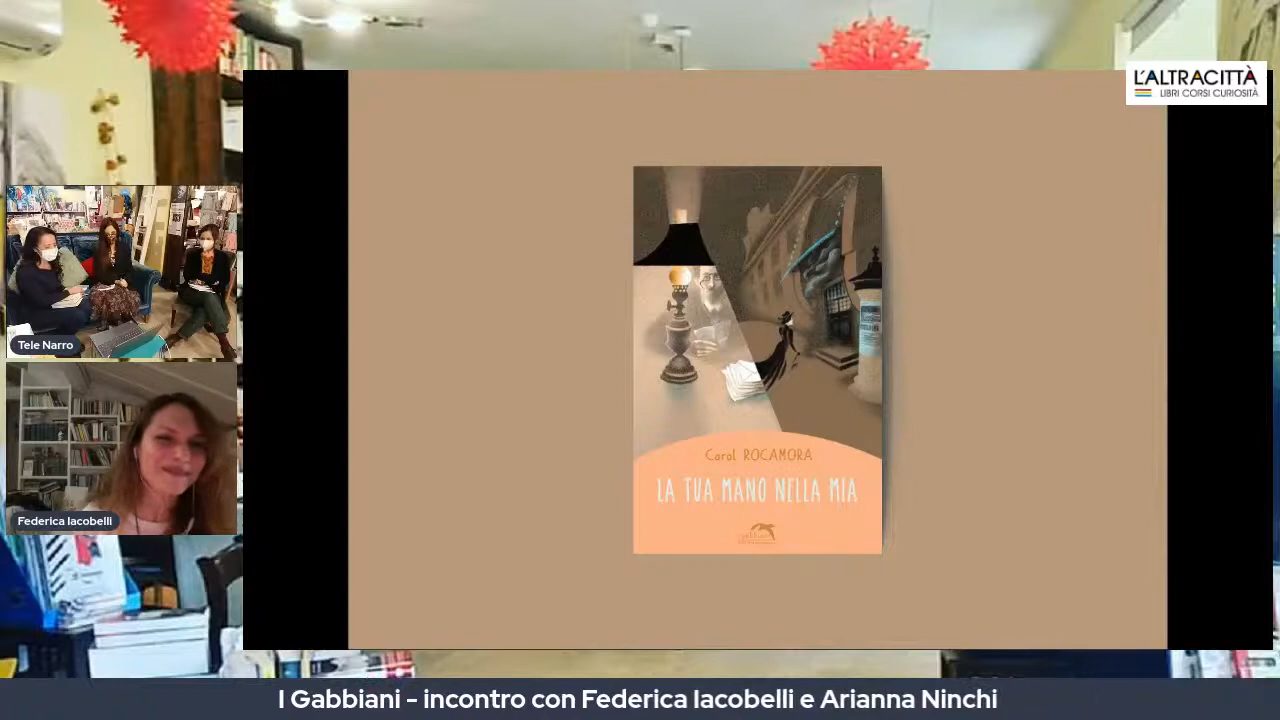 L'ALTRACITTÀ
LIBRI CORSI CURIOSITÀ
Tele Narro
Federica Iacobelli
Carol ROCAMORA
LA TUA MANO NELLA MIA
I Gabbiani - incontro con Federica Iacobelli e Arianna Ninchi